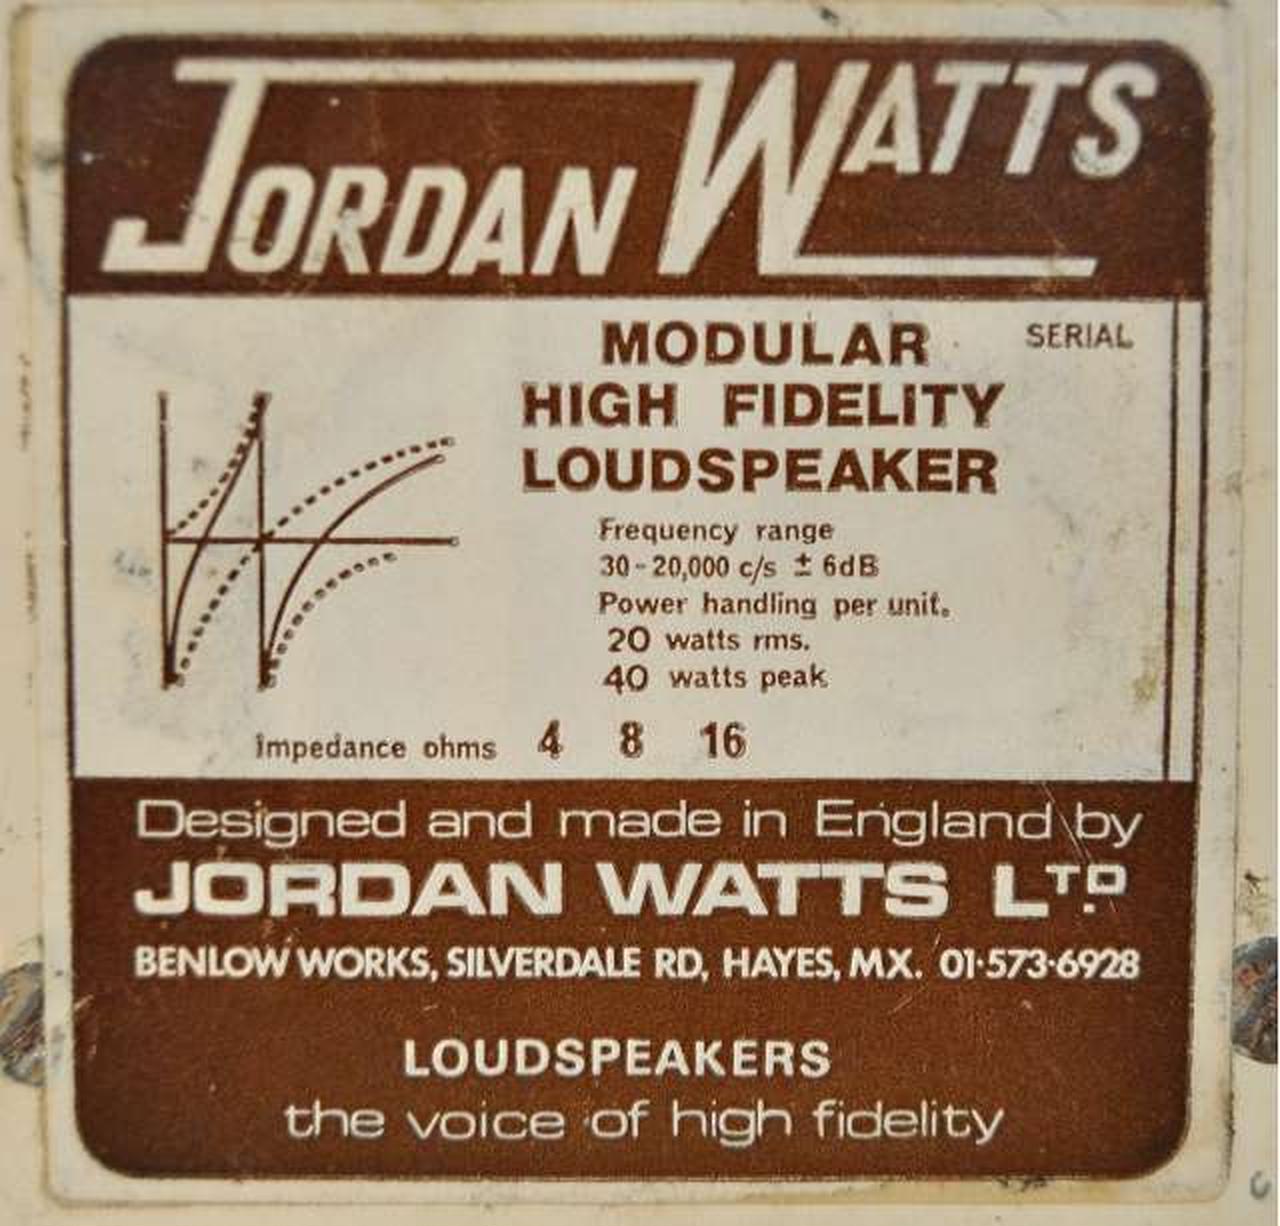 JORDAN WATTS
MODULAR
SERIAL
HIGH FIDELITY
LOUDSPEAKER
Frequency range
30-20,000 c/s ± 6dB
Power handling per unit.
20 watts rms.
40 watts peak
Impedance ohms 4 8 16
Designed and made in England by
JORDAN WATTS LTD.
BENLOW WORKS, SILVERDALE RD, HAYES, MX. 01·573·6928
LOUDSPEAKERS
the voice of high fidelity